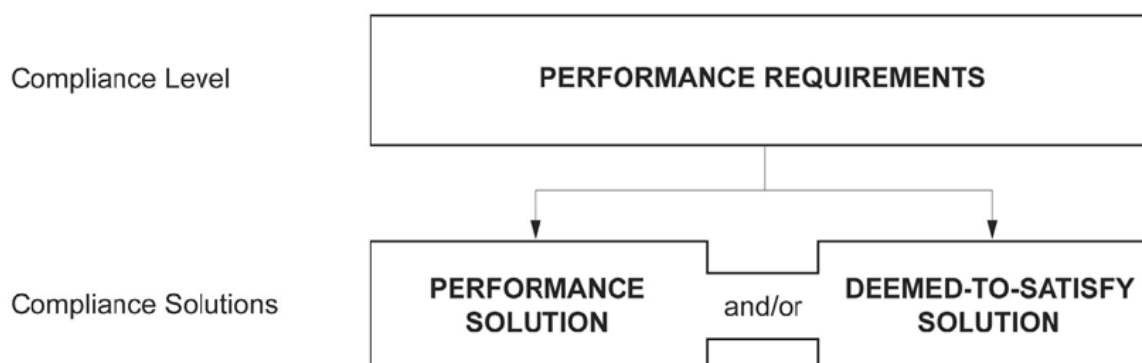 Compliance Level
PERFORMANCE REQUIREMENTS
Compliance Solutions
PERFORMANCE
SOLUTION
and/or
DEEMED-TO-SATISFY
SOLUTION